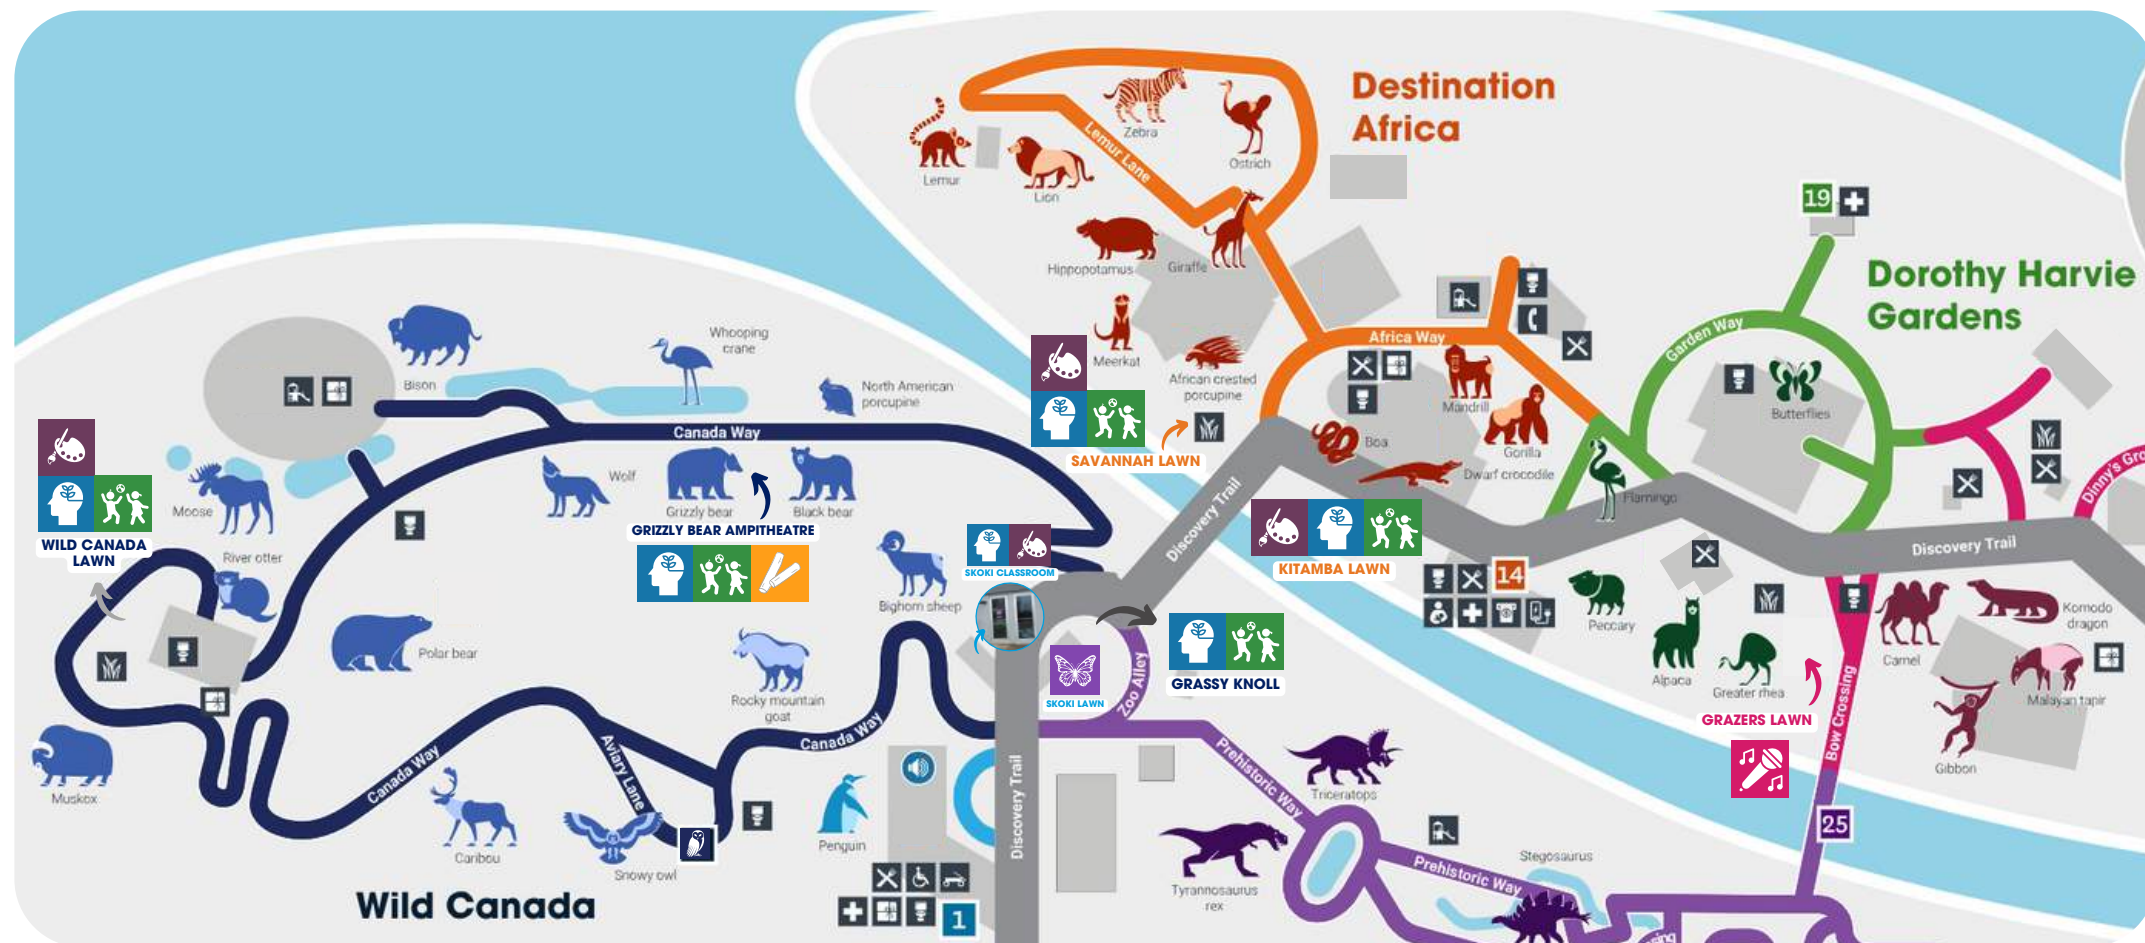 Destination
Africa
Zebra
Ostrich
Lemur
Lion
Lemur Lane
Hippopotamus
Giraffe
Meerkat
African crested
porcupine
Africa Way
Mandrill
Gorilla
Boa
Dwarf crocodile
SAVANNAH LAWN
KITAMBA LAWN
14
19
Dorothy Harvie
Gardens
Garden Way
Butterflies
Flamingo
Discovery Trail
Discovery Trail
Peccary
Alpaca
Greater rhea
GRAZERS LAWN
Bow Crossing
25
Camel
Komodo
dragon
Malayan tapir
Gibbon
Bison
Whooping
crane
North American
porcupine
Canada Way
Moose
Wolf
Grizzly bear
Black bear
GRIZZLY BEAR AMPITHEATRE
WILD CANADA
LAWN
River otter
Polar bear
Bighorn sheep
Rocky mountain
goat
Muskox
Canada Way
Aviary Lane
Canada Way
Caribou
Snowy owl
Wild Canada
SKOKI CLASSROOM
SKOKI LAWN
GRASSY KNOLL
Zoo Alley
Penguin
1
Discovery Trail
Prehistoric Way
Triceratops
Tyrannosaurus
rex
Prehistoric Way
Stegosaurus